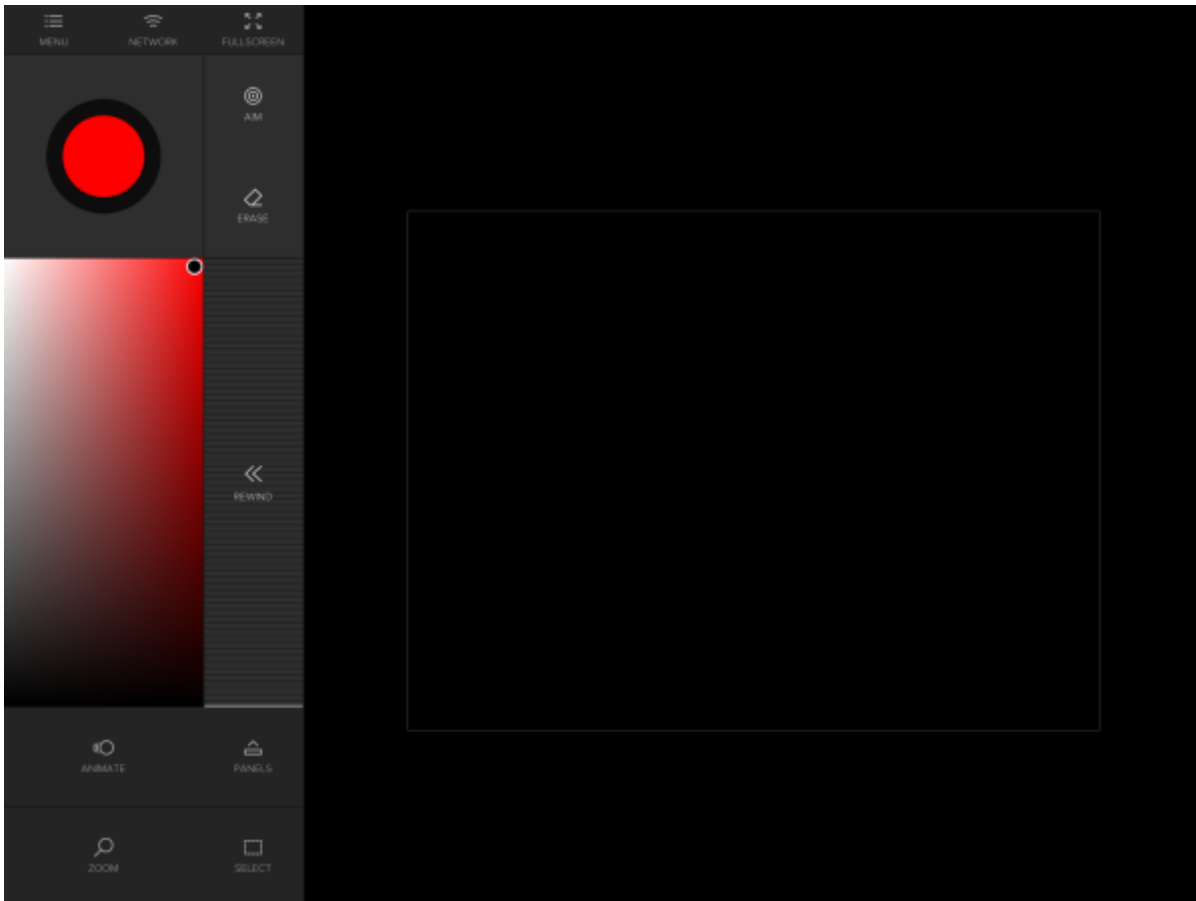 MENU
NETWORK
FULLSCREEN
AIM
ERASE
REWIND
ANIMATE
PANELS
ZOOM
SELECT